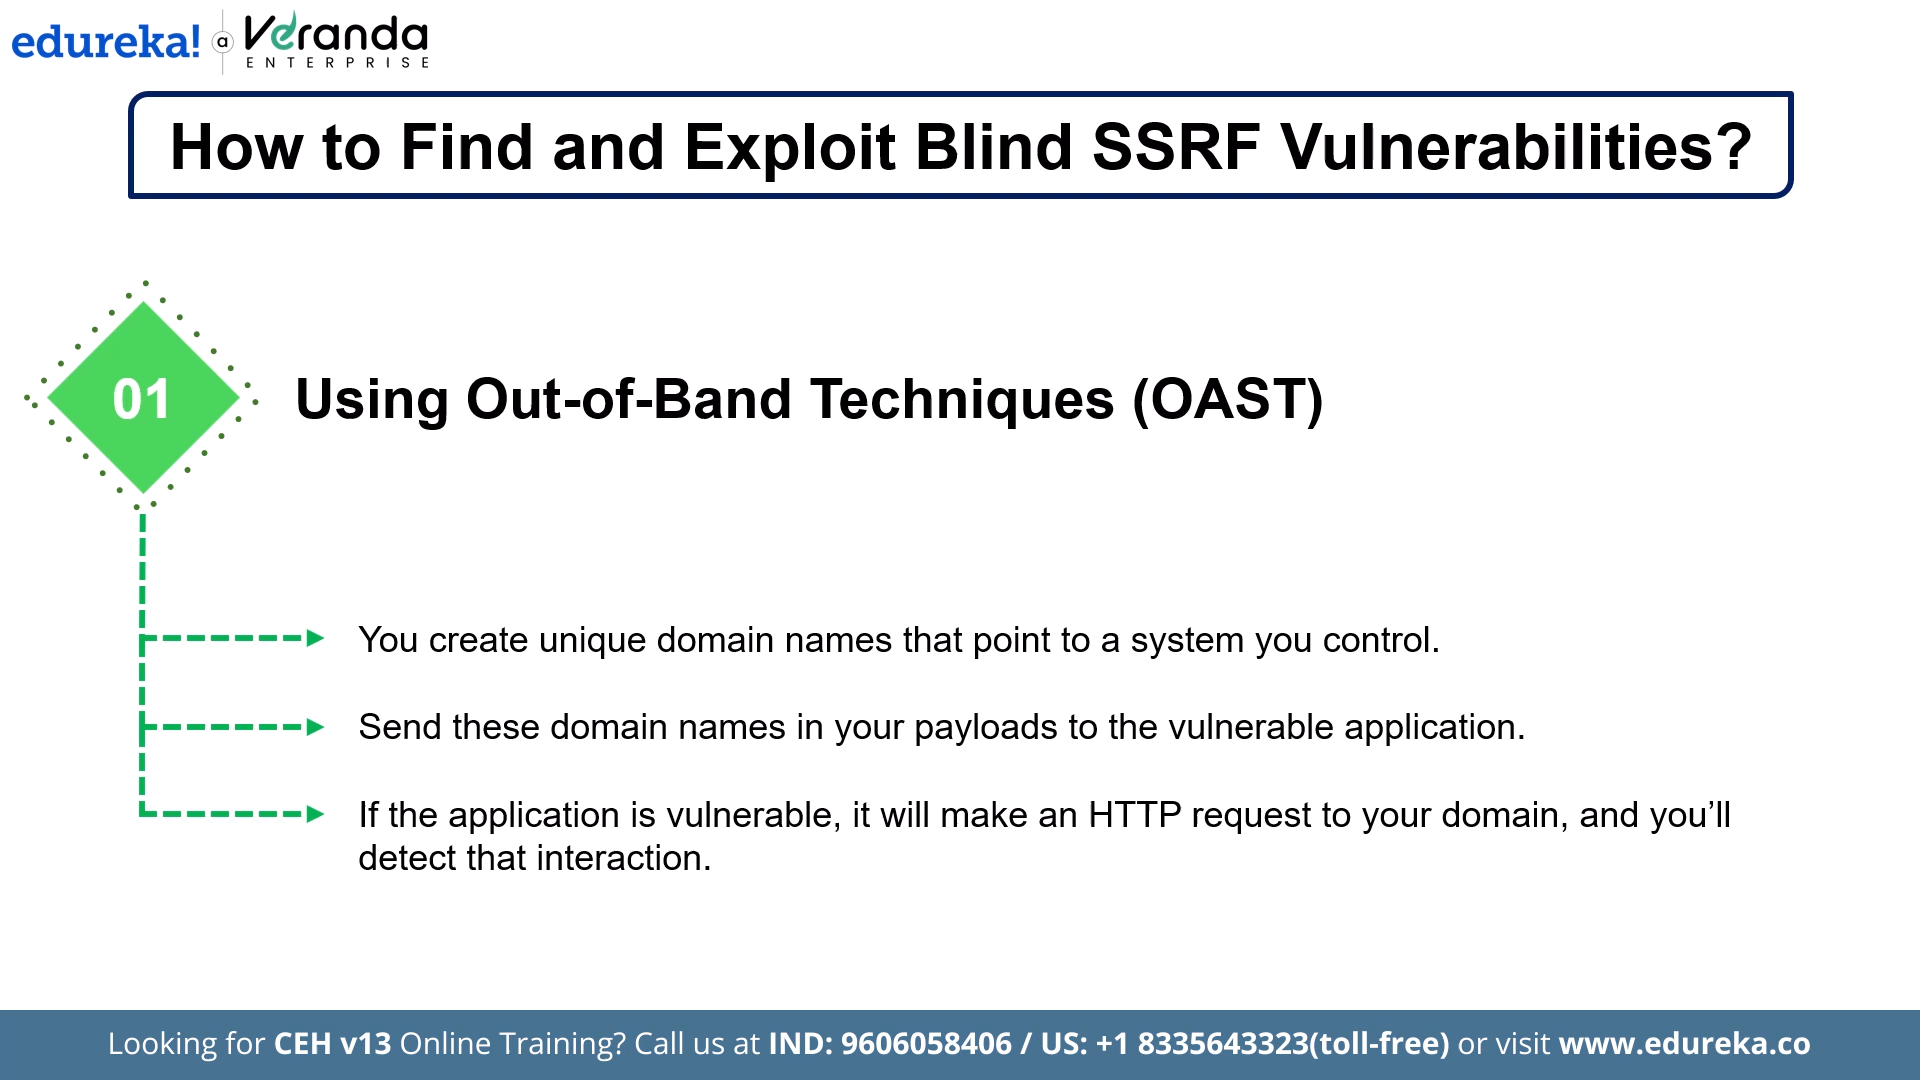 edureka! a Veranda
ENTERPRISE
How to Find and Exploit Blind SSRF Vulnerabilities?
01
Using Out-of-Band Techniques (OAST)
You create unique domain names that point to a system you control.
Send these domain names in your payloads to the vulnerable application.
If the application is vulnerable, it will make an HTTP request to your domain, and you’ll
detect that interaction.
Looking for CEH v13 Online Training? Call us at IND: 9606058406 / US: +1 8335643323(toll-free) or visit www.edureka.co